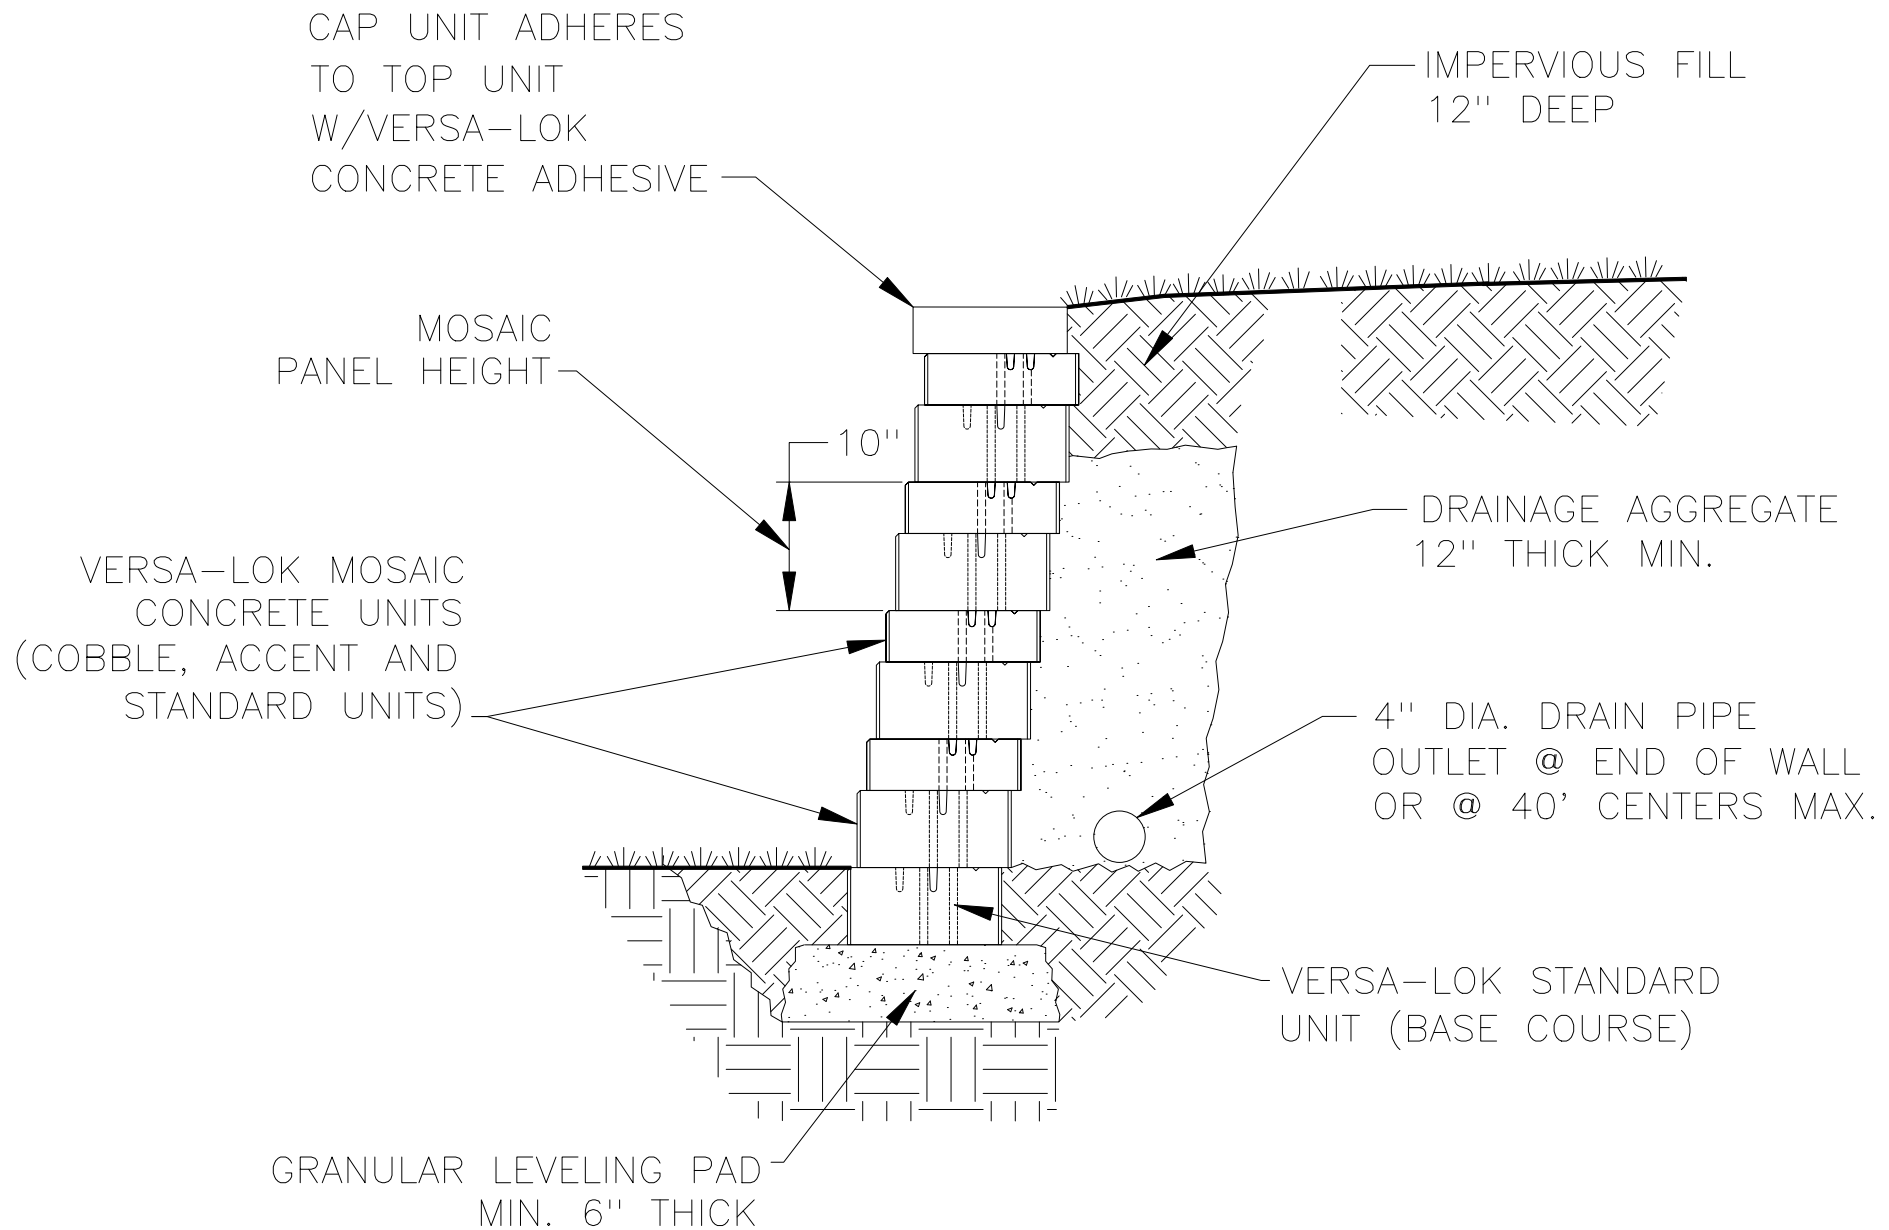 CAP UNIT ADHERES
TO TOP UNIT
W/VERSA-LOK
CONCRETE ADHESIVE
IMPERVIOUS FILL
12" DEEP
MOSAIC
PANEL HEIGHT
10"
DRAINAGE AGGREGATE
12" THICK MIN.
VERSA-LOK MOSAIC
CONCRETE UNITS
(COBBLE, ACCENT AND
STANDARD UNITS)
4" DIA. DRAIN PIPE
OUTLET @ END OF WALL
OR @ 40' CENTERS MAX.
VERSA-LOK STANDARD
UNIT (BASE COURSE)
GRANULAR LEVELING PAD
MIN. 6" THICK